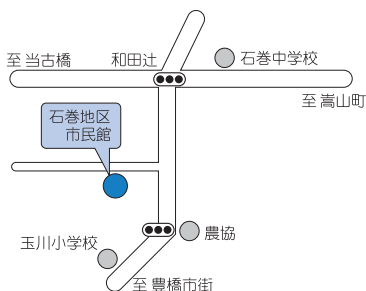 至 当古橋
和田辻
石巻中学校
至 嵩山町
石巻地区
市民館
農協
玉川小学校
至 豊橋市街